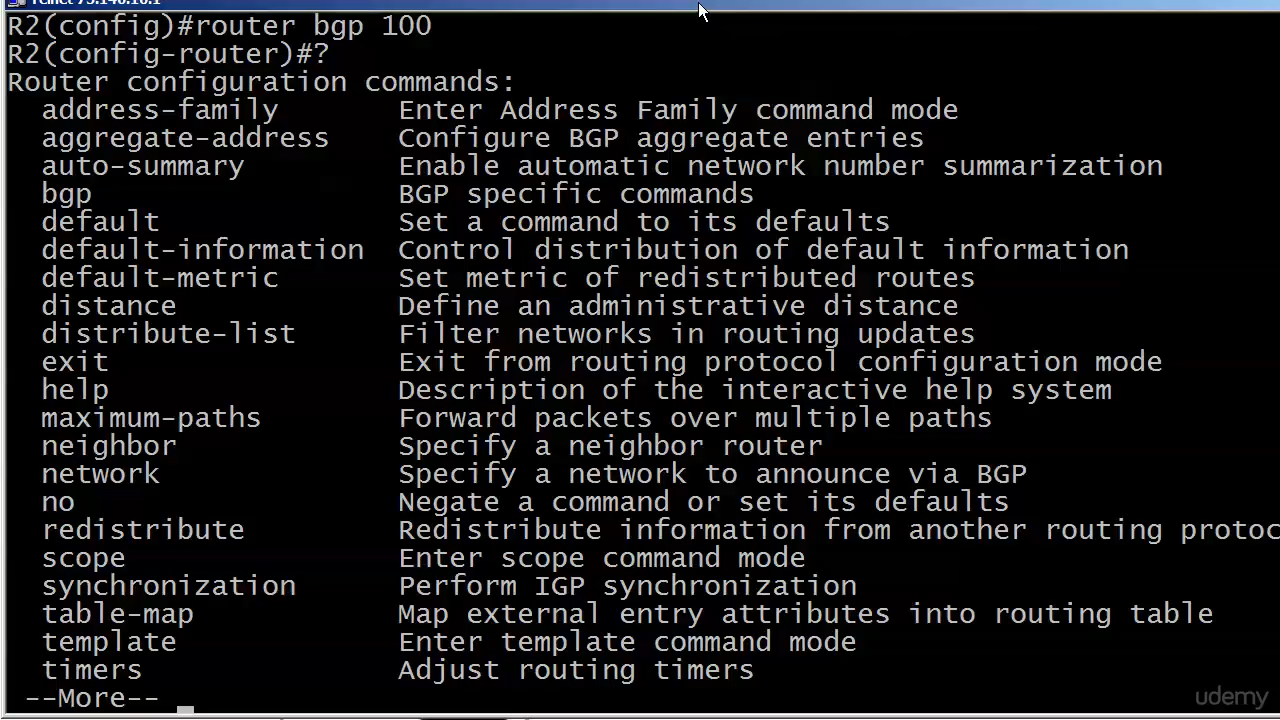 R2(config)#router bgp 100
R2(config-router)#?
Router configuration commands:
address-family Enter Address Family command mode
aggregate-address Configure BGP aggregate entries
auto-summary Enable automatic network number summarization
bgp BGP specific commands
default Set a command to its defaults
default-information Control distribution of default information
default-metric Set metric of redistributed routes
distance Define an administrative distance
distribute-list Filter networks in routing updates
exit Exit from routing protocol configuration mode
help Description of the interactive help system
maximum-paths Forward packets over multiple paths
neighbor Specify a neighbor router
network Specify a network to announce via BGP
no Negate a command or set its defaults
redistribute Redistribute information from another routing protoc
scope Enter scope command mode
synchronization Perform IGP synchronization
table-map Map external entry attributes into routing table
template Enter template command mode
timers Adjust routing timers
--More--
udemy